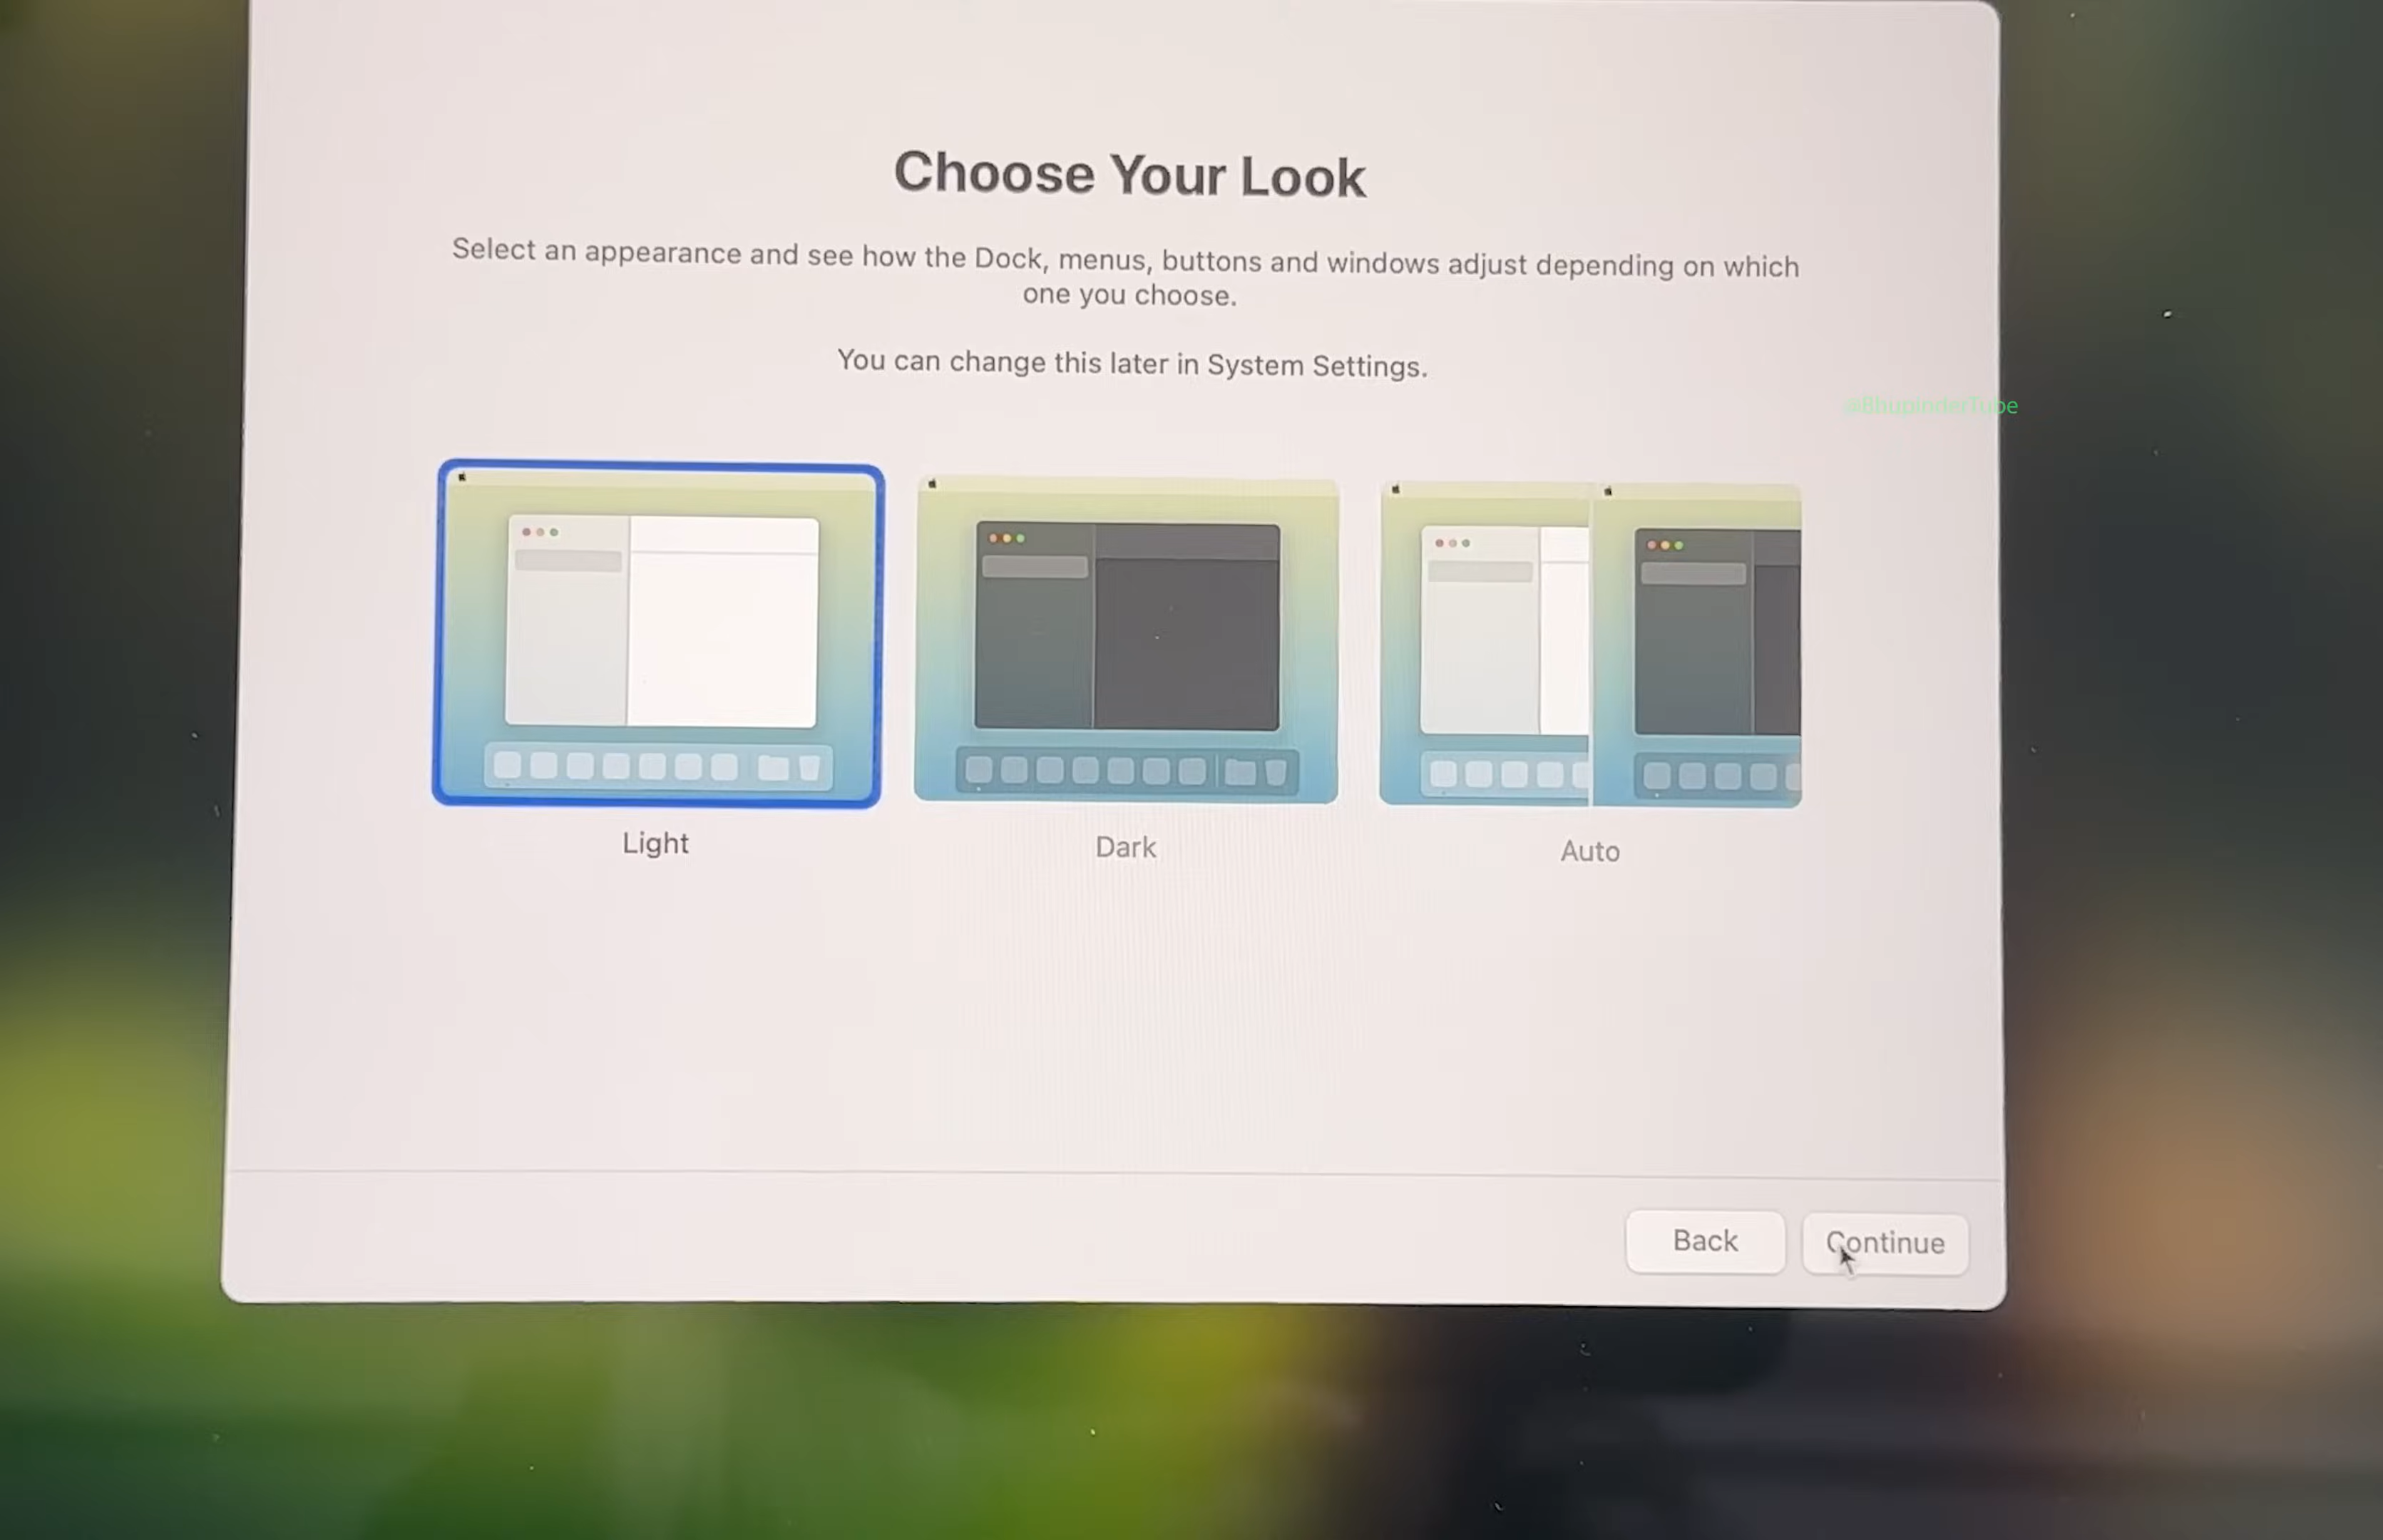 Choose Your Look
Select an appearance and see how the Dock, menus, buttons and windows adjust depending on which
one you choose.
You can change this later in System Settings.
@BhupinderTube
Light
Dark
Auto
Back
Continue